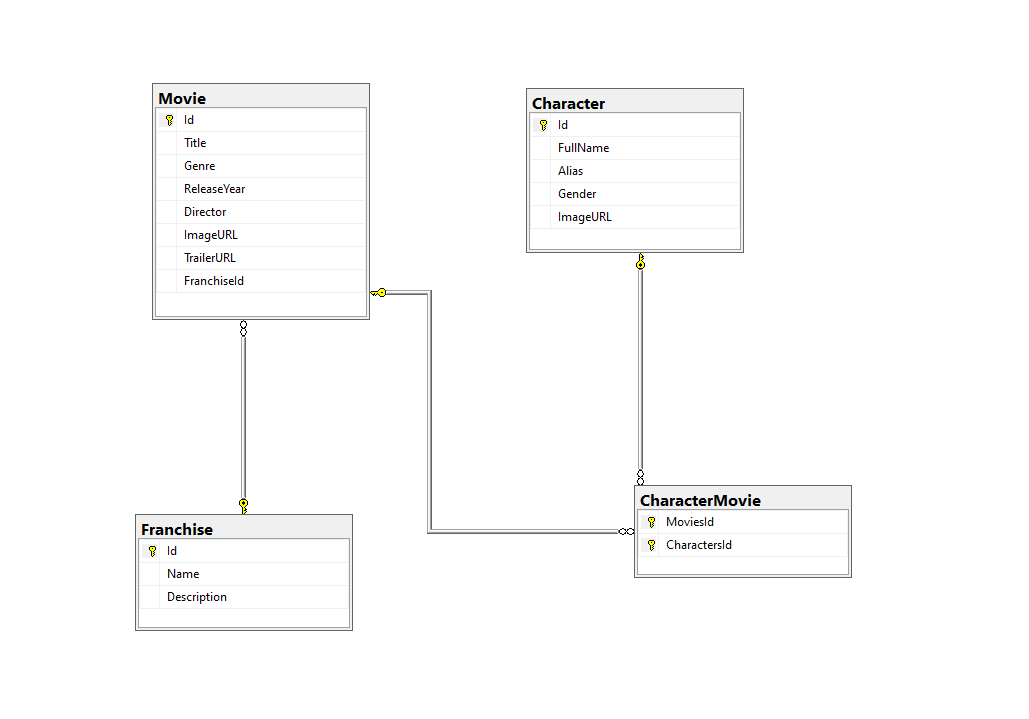 Movie
Id
Title
Genre
ReleaseYear
Director
ImageURL
TrailerURL
FranchiseId
Character
Id
FullName
Alias
Gender
ImageURL
Franchise
Id
Name
Description
CharacterMovie
MoviesId
CharactersId